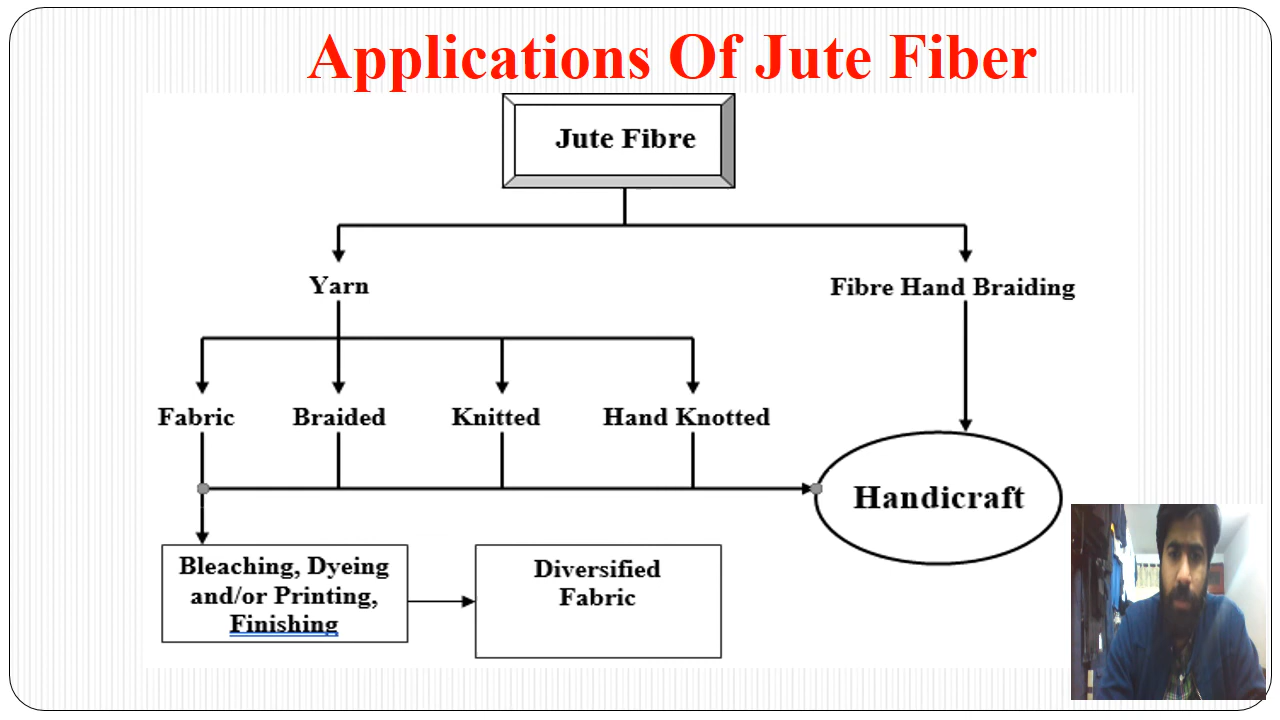 Applications Of Jute Fiber
Jute Fibre
Yarn
Fibre Hand Braiding
Fabric
Braided
Knitted
Hand Knotted
Handicraft
Bleaching, Dyeing
and/or Printing,
Finishing
Diversified
Fabric